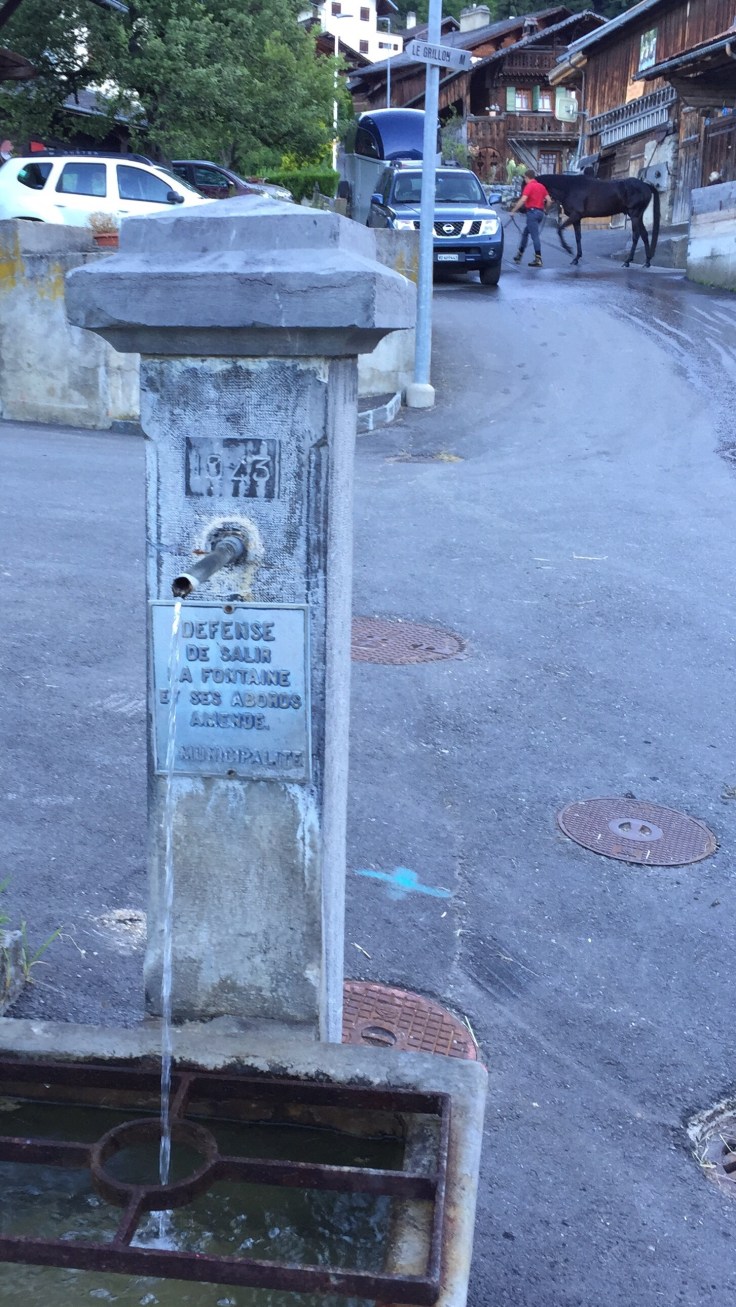 LE GRILLON
1943
DEFENSE
DE SALIR
LA FONTAINE
ET SES ABORDS
AMENDE.
MUNICIPALITE